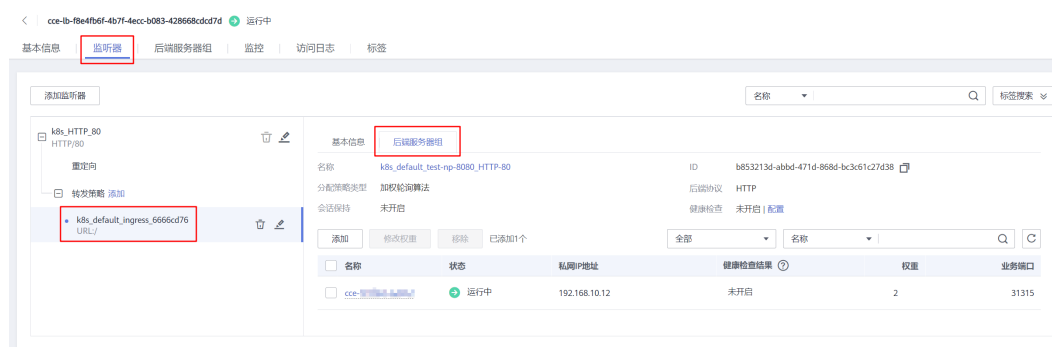 cce-lb-f8e4fb6f-4b7f-4ecc-b083-428668cdcd7d 运行中
基本信息 监听器 后端服务器组 监控 访问日志 标签
添加监听器 名称 标签搜索
k8s_HTTP_80
HTTP/80
重定向
转发策略 添加
k8s_default_ingress_6666cd76
URL:/
基本信息 后端服务器组
名称 k8s_default_test-np-8080_HTTP-80 ID b853213d-abbd-471d-868d-bc3c61c27d38
分配策略类型 加权轮询算法 后端协议 HTTP
会话保持 未开启 健康检查 未开启 | 配置
添加 修改权重 移除 已添加1个 全部 名称
名称 状态 私网IP地址 健康检查结果 权重 业务端口
cce- 运行中 192.168.10.12 未开启 2 31315